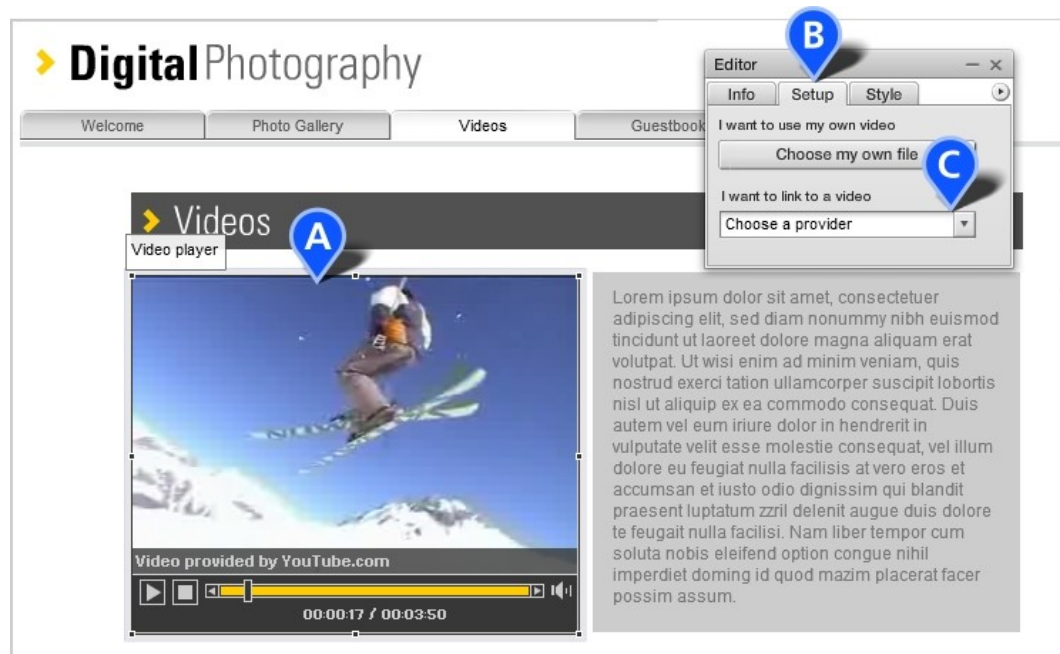 Digital Photography
Welcome
Photo Gallery
Videos
Guestbook
B
Editor
Info
Setup
Style
I want to use my own video
Choose my own file
C
I want to link to a video
Choose a provider
Videos
A
Video player
Video provided by YouTube.com
00:00:17 / 00:03:50
Lorem ipsum dolor sit amet, consectetuer
adipiscing elit, sed diam nonummy nibh euismod
tincidunt ut laoreet dolore magna aliquam erat
volutpat. Ut wisi enim ad minim veniam, quis
nostrud exerci tation ullamcorper suscipit lobortis
nisl ut aliquip ex ea commodo consequat. Duis
autem vel eum iriure dolor in hendrerit in
vulputate velit esse molestie consequat, vel illum
dolore eu feugiat nulla facilisis at vero eros et
accumsan et iusto odio dignissim qui blandit
praesent luptatum zzril delenit augue duis dolore
te feugait nulla facilisi. Nam liber tempor cum
soluta nobis eleifend option congue nihil
imperdiet doming id quod mazim placerat facer
possim assum.